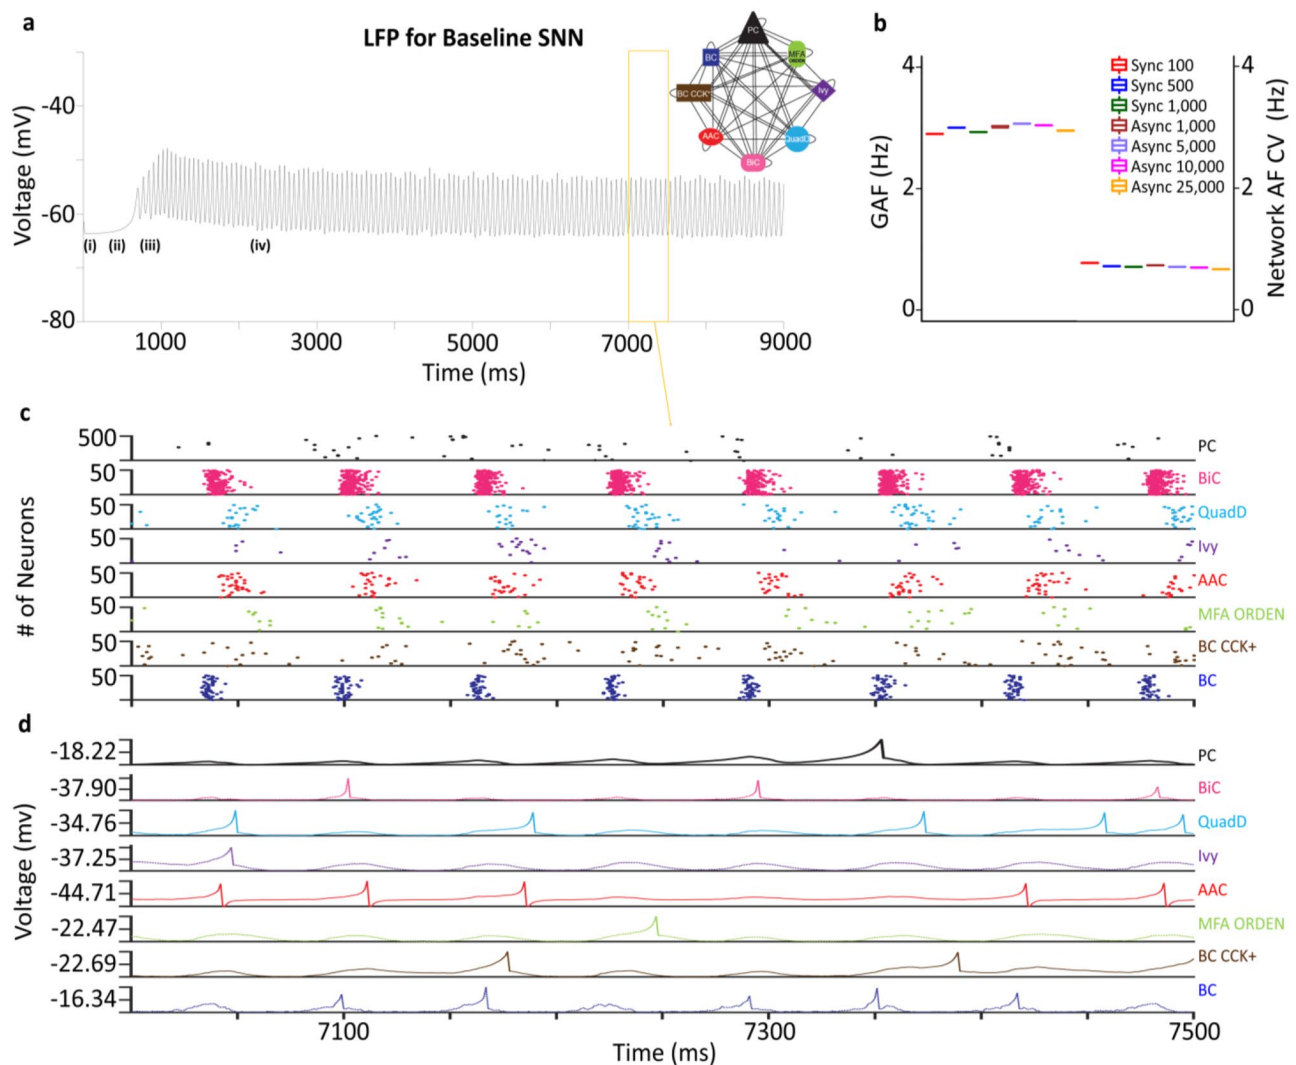 a
LFP for Baseline SNN
Voltage (mV)
-40
-60
-80
(i) (ii) (iii) (iv)
1000 3000 5000 7000 9000
Time (ms)
PC
BC
MFA
ORDEN
BC CCK+
Ivy
AAC
QuadD
BiC
b
GAF (Hz)
4
2
0
Sync 100
Sync 500
Sync 1,000
Async 1,000
Async 5,000
Async 10,000
Async 25,000
4
2
0
Network AF CV (Hz)
c
# of Neurons
500 PC
50 BiC
50 QuadD
50 Ivy
50 AAC
50 MFA ORDEN
50 BC CCK+
50 BC
d
Voltage (mv)
-18.22 PC
-37.90 BiC
-34.76 QuadD
-37.25 Ivy
-44.71 AAC
-22.47 MFA ORDEN
-22.69 BC CCK+
-16.34 BC
7100 7300 7500
Time (ms)